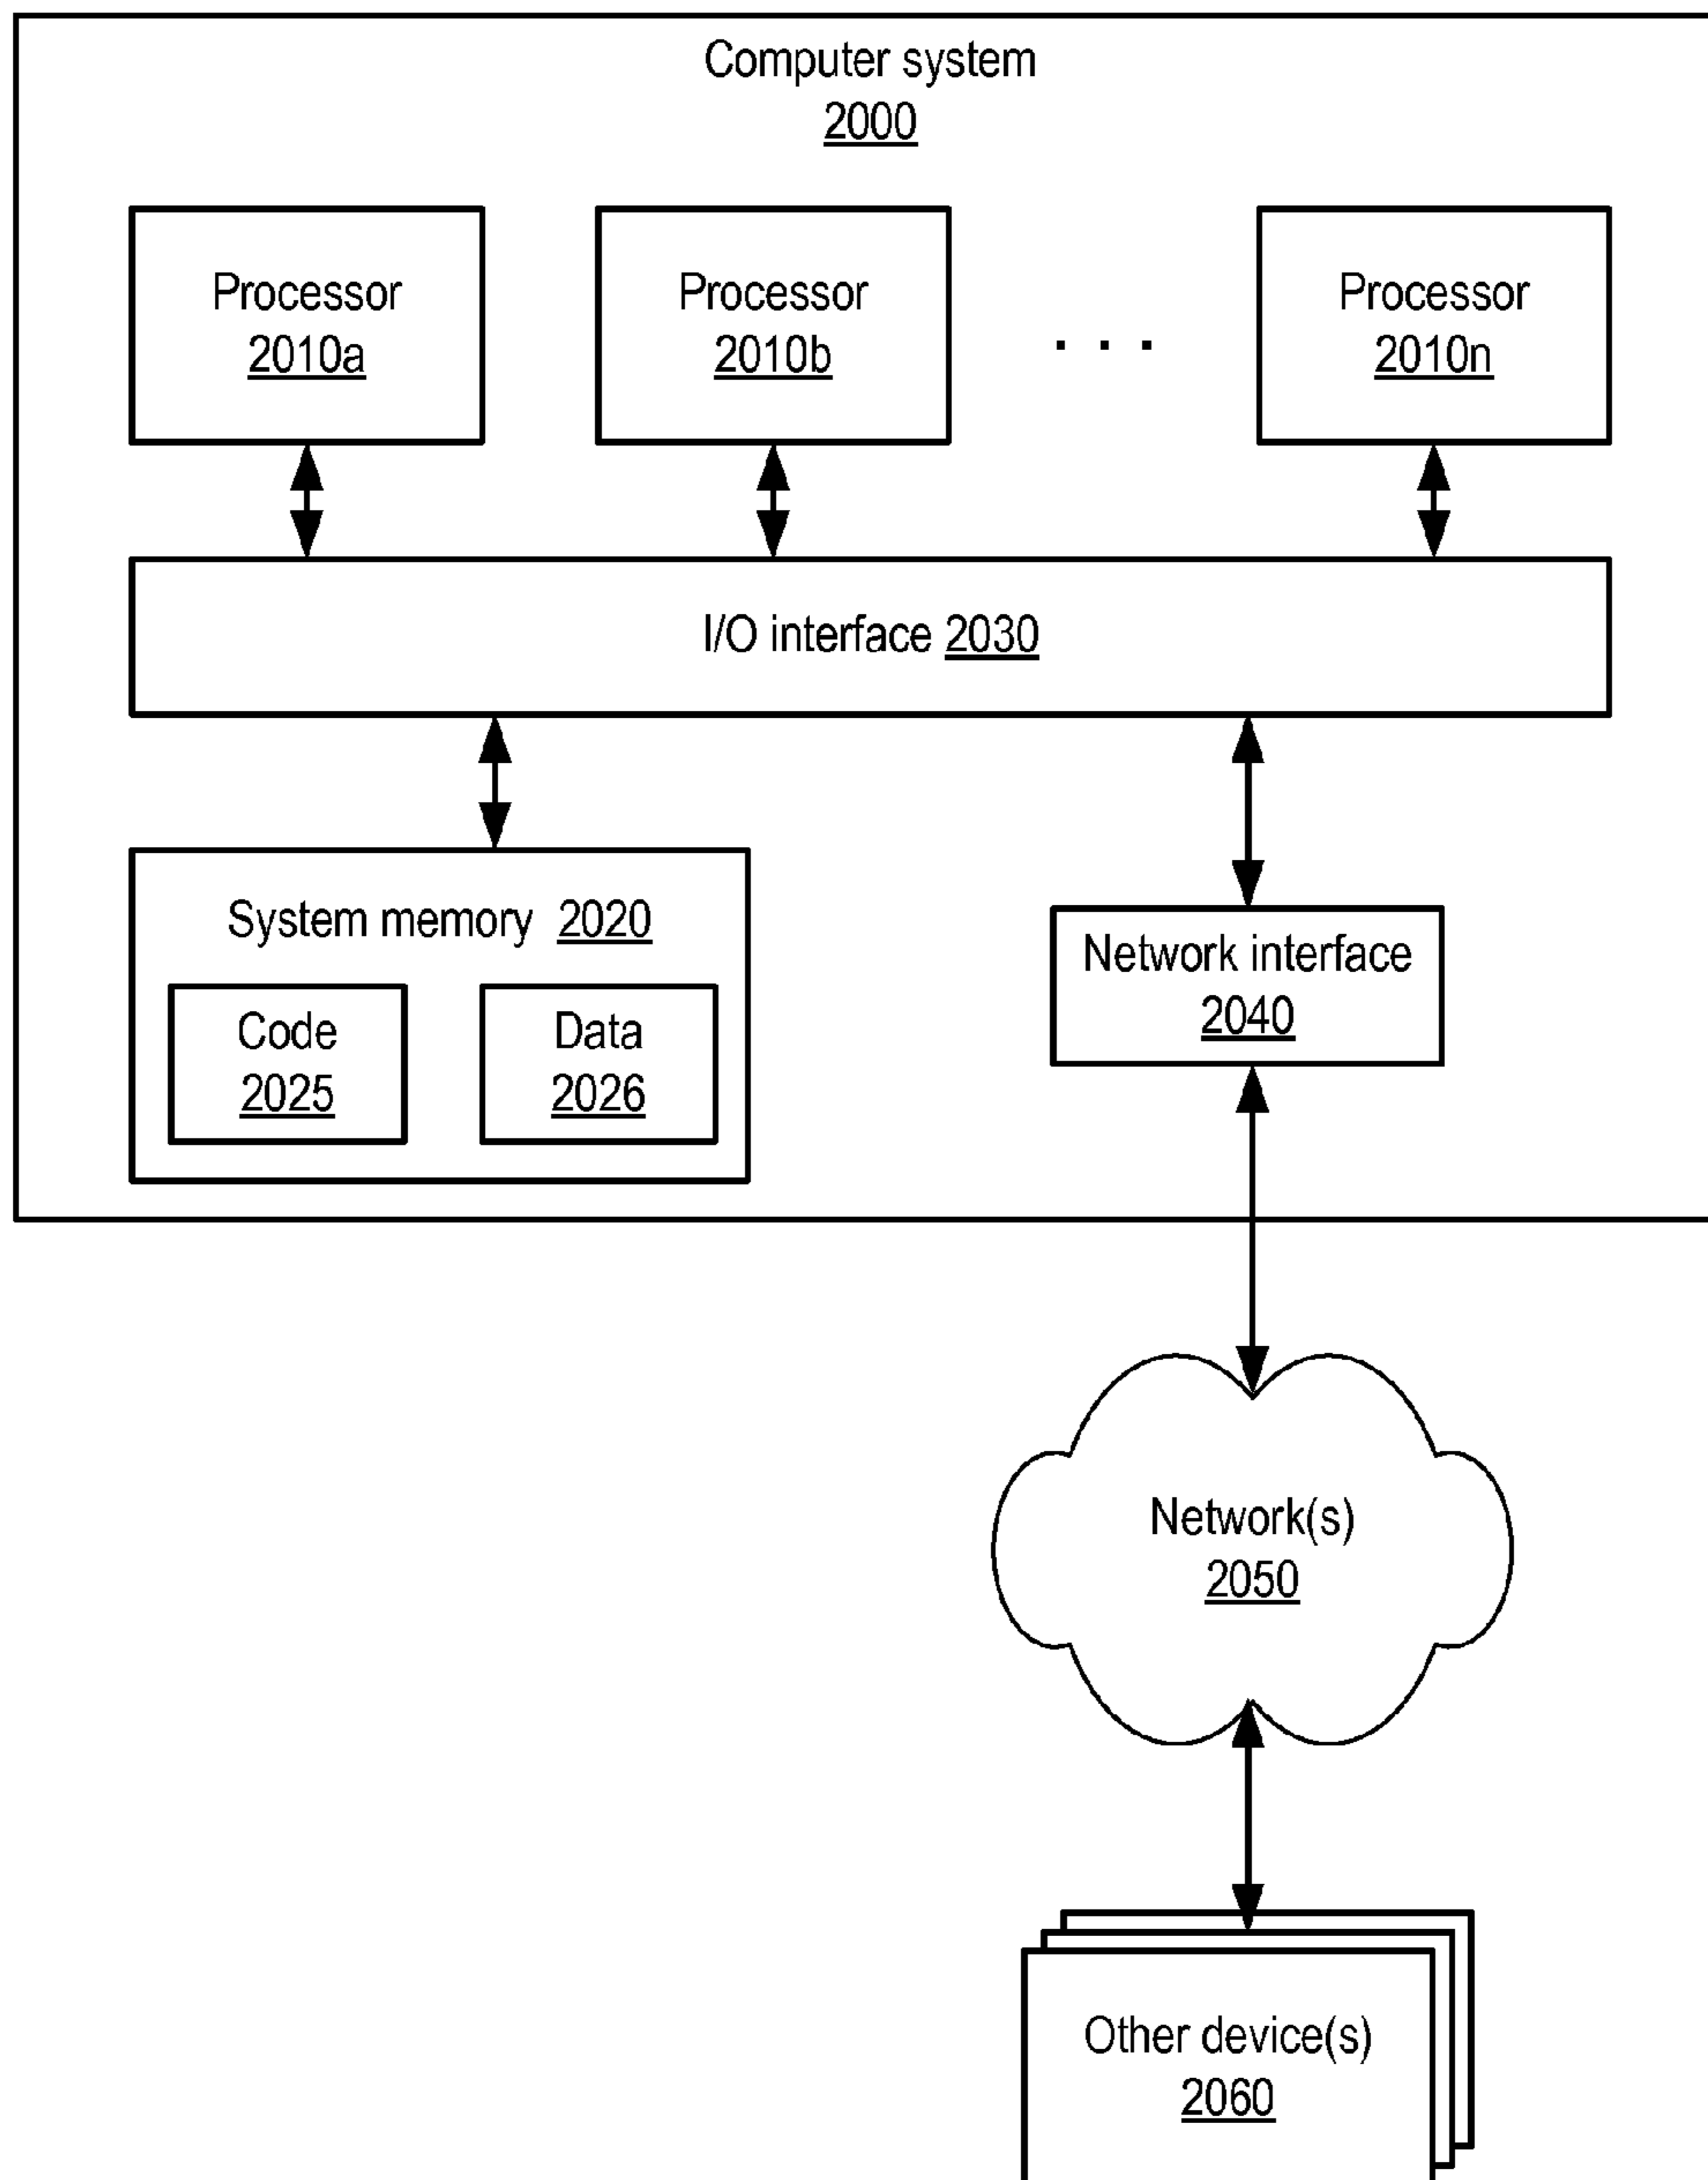 Computer system
2000
Processor
2010a
Processor
2010b
. . .
Processor
2010n
I/O interface 2030
System memory 2020
Code
2025
Data
2026
Network interface
2040
Network(s)
2050
Other device(s)
2060